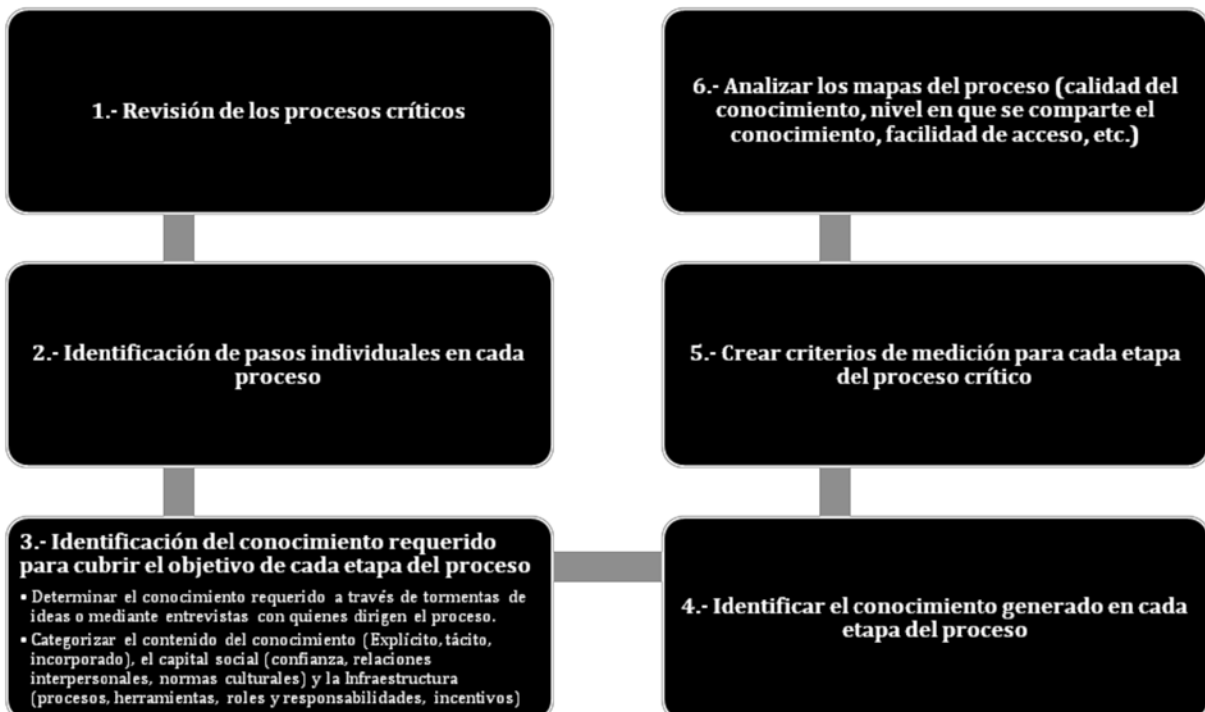 1.- Revisión de los procesos críticos
2.- Identificación de pasos individuales en cada
proceso
3.- Identificación del conocimiento requerido
para cubrir el objetivo de cada etapa del proceso
▪ Determinar el conocimiento requerido a través de tormentas de
ideas o mediante entrevistas con quienes dirigen el proceso.
▪ Categorizar el contenido del conocimiento (Explícito, tácito,
incorporado), el capital social (confianza, relaciones
interpersonales, normas culturales) y la Infraestructura
(procesos, herramientas, roles y responsabilidades, incentivos)
4.- Identificar el conocimiento generado en cada
etapa del proceso
5.- Crear criterios de medición para cada etapa
del proceso crítico
6.- Analizar los mapas del proceso (calidad del
conocimiento, nivel en que se comparte el
conocimiento, facilidad de acceso, etc.)